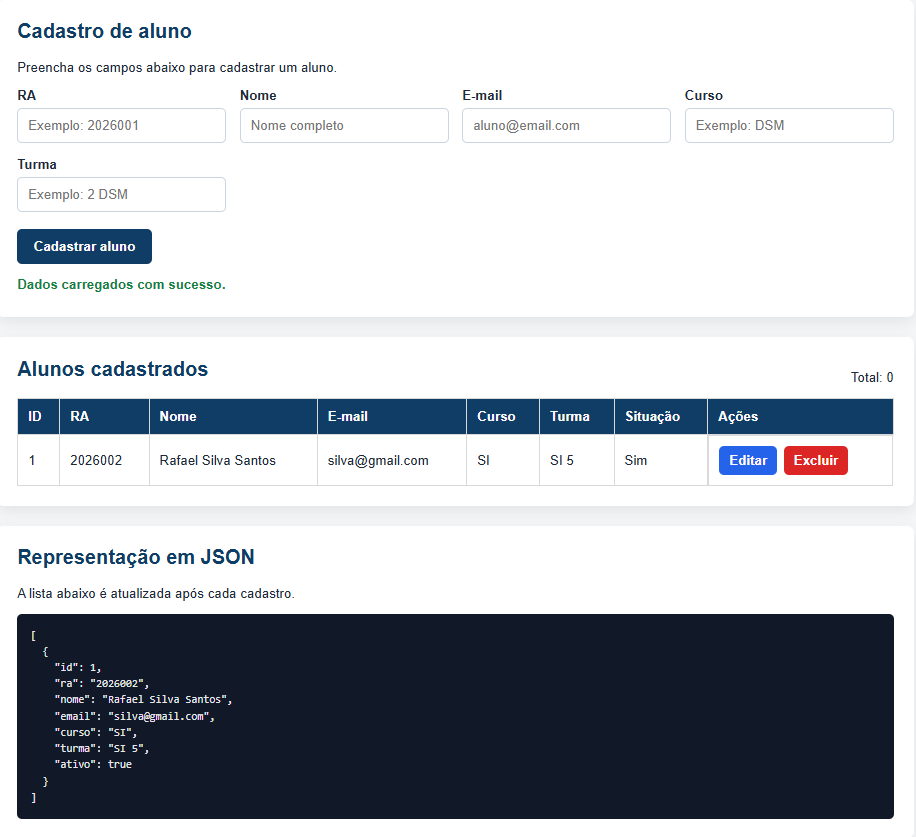 Cadastro de aluno
Preencha os campos abaixo para cadastrar um aluno.
RA Nome E-mail Curso
Exemplo: 2026001 Nome completo aluno@email.com Exemplo: DSM
Turma
Exemplo: 2 DSM
Cadastrar aluno
Dados carregados com sucesso.
Alunos cadastrados
Total: 0
ID RA Nome E-mail Curso Turma Situação Ações
1 2026002 Rafael Silva Santos silva@gmail.com SI SI 5 Sim Editar Excluir
Representação em JSON
A lista abaixo é atualizada após cada cadastro.
[
  {
    "id": 1,
    "ra": "2026002",
    "nome": "Rafael Silva Santos",
    "email": "silva@gmail.com",
    "curso": "SI",
    "turma": "SI 5",
    "ativo": true
  }
]